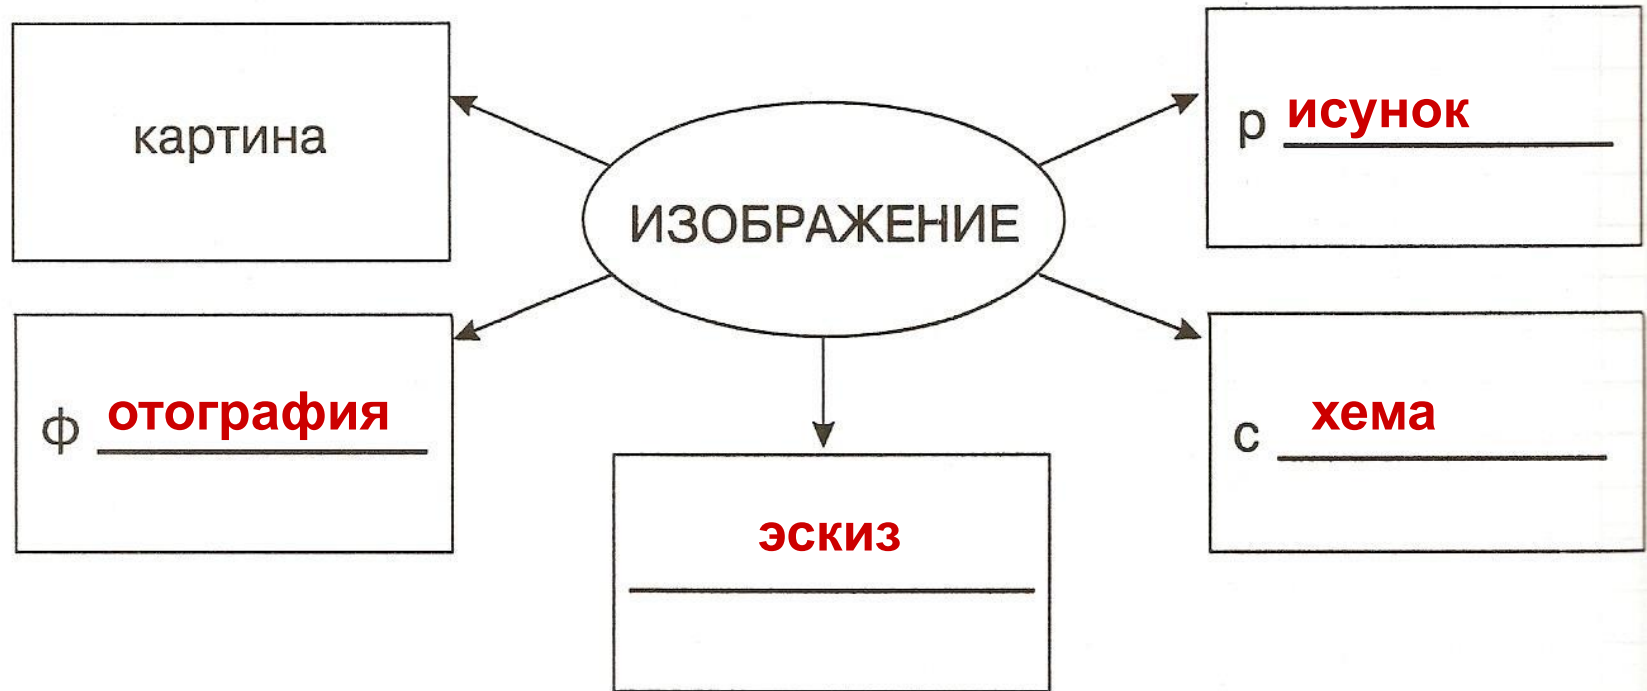 картина
р исунок
ИЗОБРАЖЕНИЕ
ф отография
с хема
эскиз